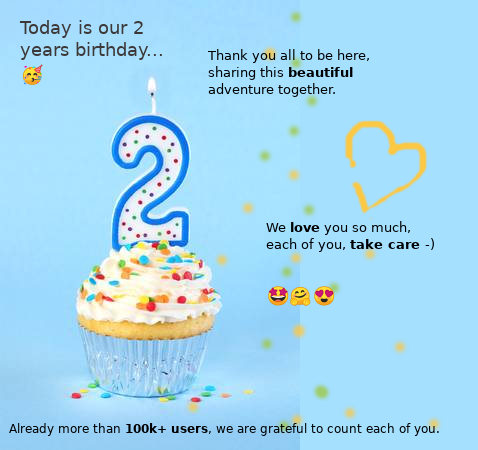 Today is our 2
years birthday...
🥳
Thank you all to be here,
sharing this beautiful
adventure together.
2
We love you so much,
each of you, take care -)
🤩🤗😍
Already more than 100k+ users, we are grateful to count each of you.